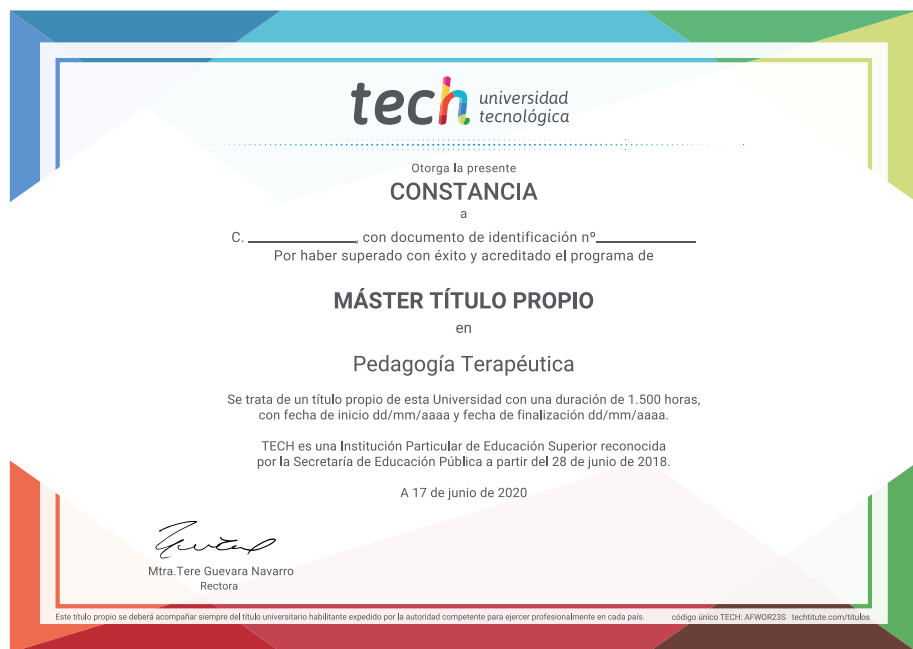 tech universidad
tecnológica
Otorga la presente
CONSTANCIA
a
C. ______________, con documento de identificación nº_____________
Por haber superado con éxito y acreditado el programa de
MÁSTER TÍTULO PROPIO
en
Pedagogía Terapéutica
Se trata de un título propio de esta Universidad con una duración de 1.500 horas,
con fecha de inicio dd/mm/aaaa y fecha de finalización dd/mm/aaaa.
TECH es una Institución Particular de Educación Superior reconocida
por la Secretaría de Educación Pública a partir del 28 de junio de 2018.
A 17 de junio de 2020
Mtra.Tere Guevara Navarro
Rectora
Este título propio se deberá acompañar siempre del título universitario habilitante expedido por la autoridad competente para ejercer profesionalmente en cada país. código único TECH: AFWOR23S techtitute.com/titulos